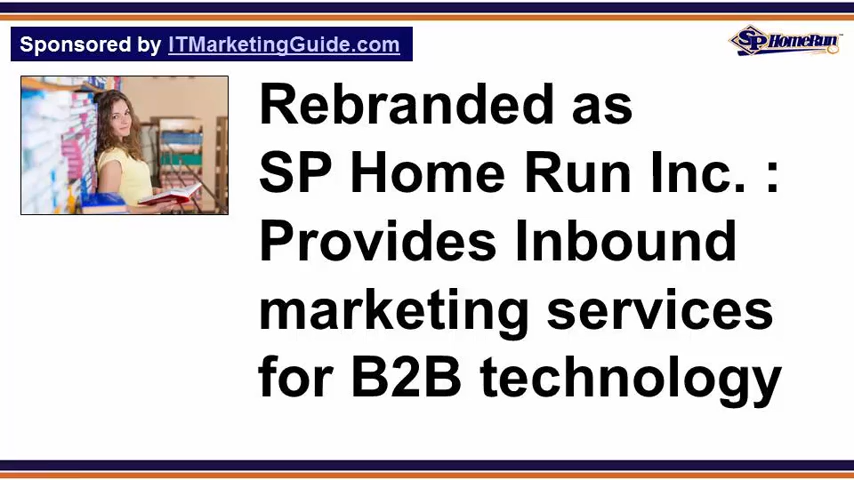 Sponsored by ITMarketingGuide.com
SP HomeRun
Rebranded as
SP Home Run Inc. :
Provides Inbound
marketing services
for B2B technology